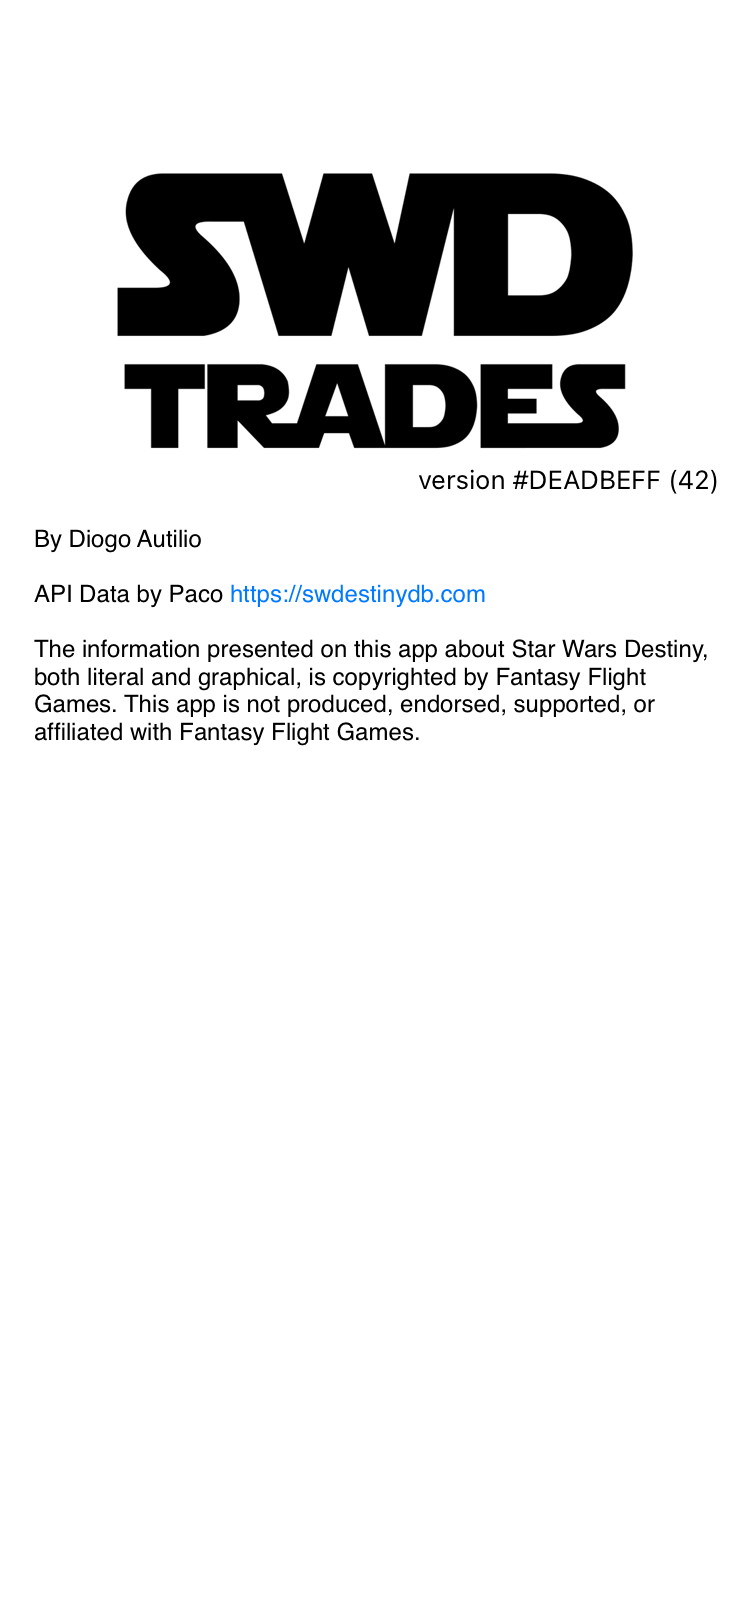 SWD
TRADES
version #DEADBEFF (42)
By Diogo Autilio
API Data by Paco https://swdestinydb.com
The information presented on this app about Star Wars Destiny,
both literal and graphical, is copyrighted by Fantasy Flight
Games. This app is not produced, endorsed, supported, or
affiliated with Fantasy Flight Games.